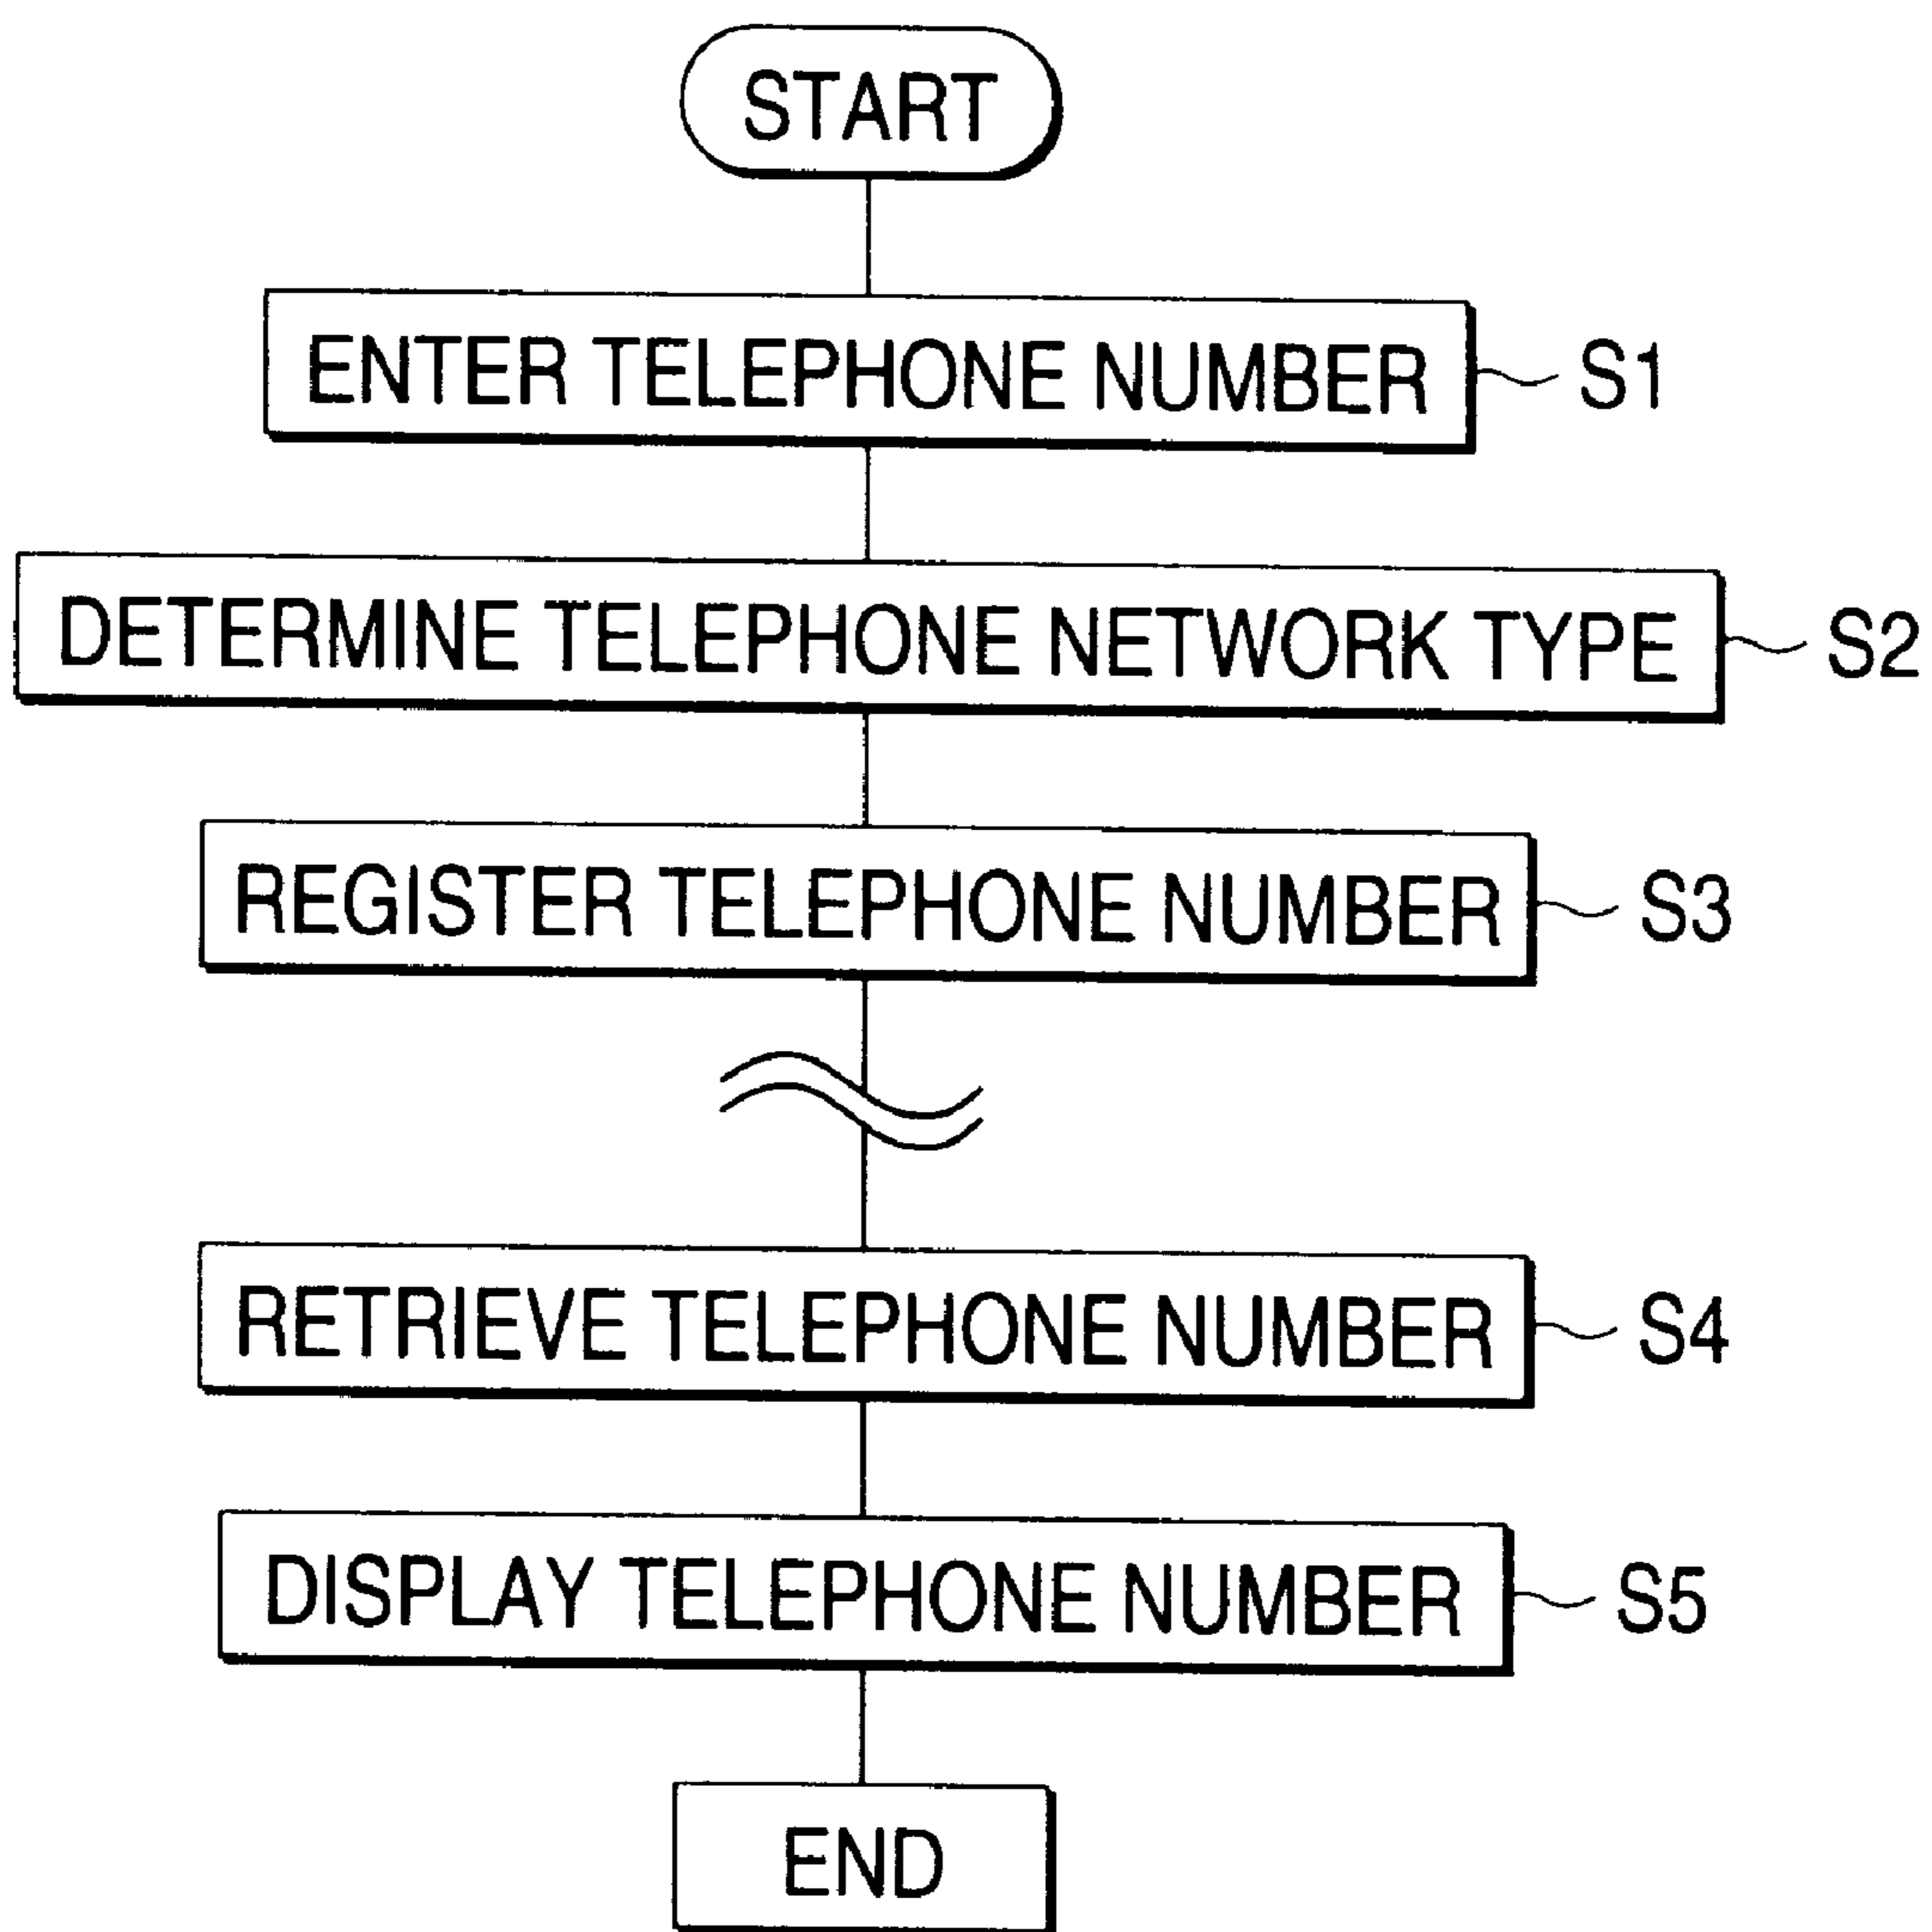 START
ENTER TELEPHONE NUMBER S1
DETERMINE TELEPHONE NETWORK TYPE S2
REGISTER TELEPHONE NUMBER S3
RETRIEVE TELEPHONE NUMBER S4
DISPLAY TELEPHONE NUMBER S5
END